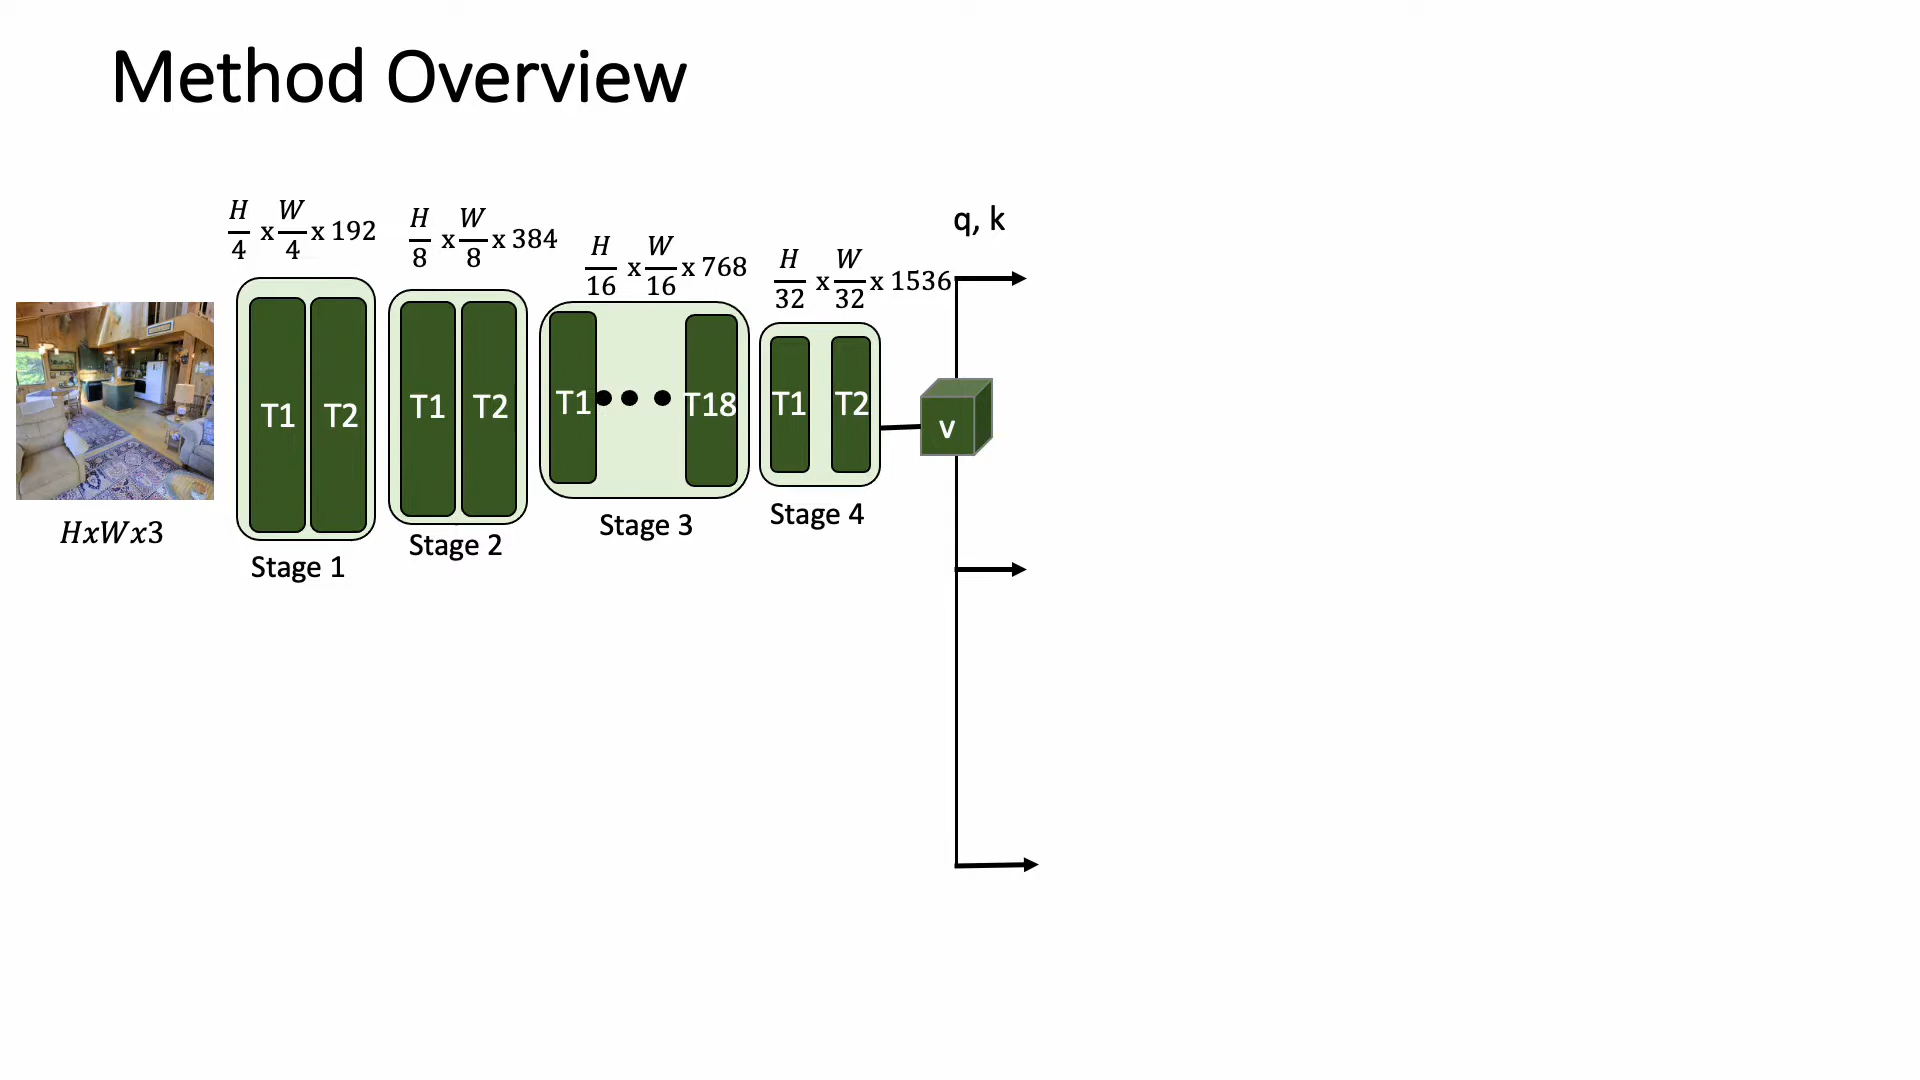 Method Overview
H/4 x W/4 x 192
H/8 x W/8 x 384
H/16 x W/16 x 768
H/32 x W/32 x 1536
q, k
T1 T2
T1 T2
T1 ••• T18
T1 T2
v
HxWx3
Stage 1
Stage 2
Stage 3
Stage 4